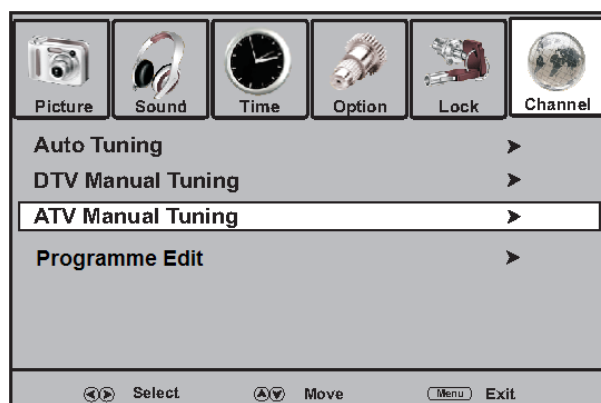 Picture Sound Time Option Lock Channel
Auto Tuning
DTV Manual Tuning
ATV Manual Tuning
Programme Edit
Select Move Menu Exit